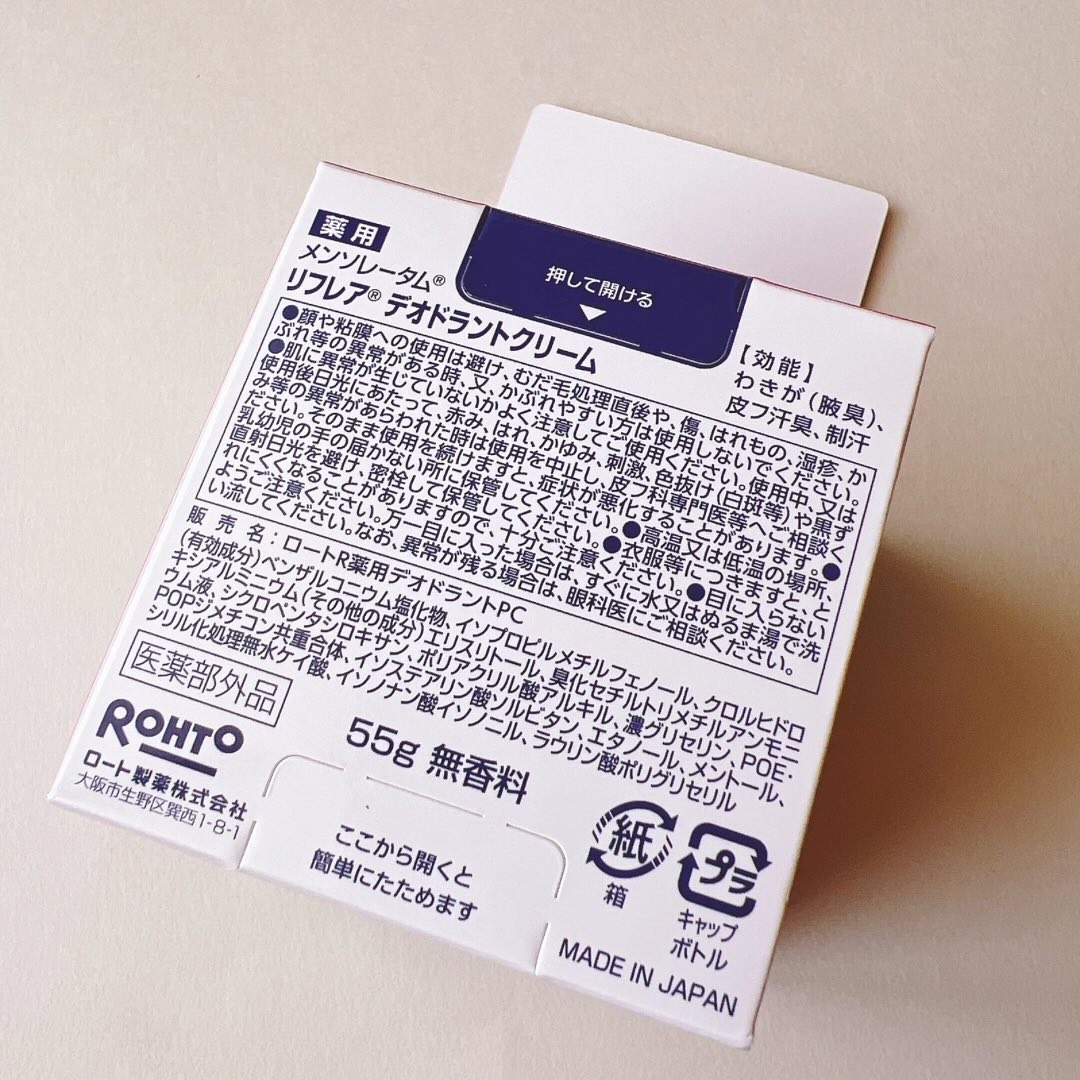 薬用
メンソレータム®
リフレア® デオドラントクリーム
押して開ける
【効能】
わきが（腋臭）、
皮フ汗臭、制汗
●顔や粘膜への使用は避け、むだ毛処理直後や、傷、はれもの、湿疹、か
ぶれ等の異常がある時、又、かぶれやすい方は使用しないでください。
●肌に異常が生じていないかよく注意してご使用ください。使用中、又は
使用後日光にあたって、赤み、はれ、かゆみ、刺激、色抜け（白斑等）や黒ず
み等の異常があらわれた時は使用を中止し、皮フ科専門医等へご相談く
ださい。そのまま使用を続けますと、症状が悪化することがあります。●
乳幼児の手の届かない所に保管してください。●高温又は低温の場所、
直射日光を避け、密栓して保管してください。●衣服等につきますと、と
れにくくなることがありますので、十分ご注意ください。●目に入らない
ようご注意ください。万一目に入った場合は、すぐに水又はぬるま湯で洗
い流してください。なお、異常が残る場合は、眼科医にご相談ください。
販売名：ロートR薬用デオドラントPC
（有効成分）ベンザルコニウム塩化物、イソプロピルメチルフェノール、クロルヒドロ
キシアルミニウム（その他の成分）エリスリトール、臭化セチルトリメチルアンモニ
ウム液、シクロペンタシロキサン、ポリアクリル酸アルキル、濃グリセリン、POE・
POPジメチコン共重合体、イソステアリン酸ソルビタン、エタノール、メントール、
シリル化処理無水ケイ酸、イソノナン酸イソノニル、ラウリン酸ポリグリセリル
医薬部外品
55g 無香料
ROHTO
ロート製薬株式会社
大阪市生野区巽西1-8-1
ここから開くと
簡単にたためます
紙
箱
プラ
キャップ
ボトル
MADE IN JAPAN